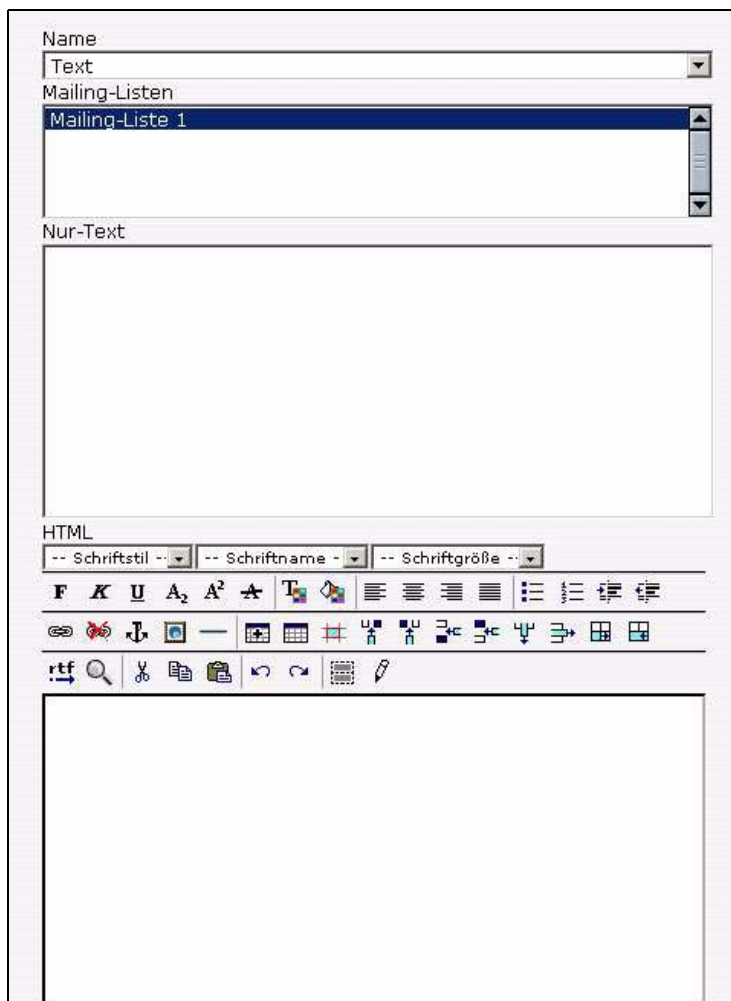 Name
Text
Mailing-Listen
Mailing-Liste 1
Nur-Text
HTML
-- Schriftstil -- -- Schriftname - -- Schriftgröße --
F K U A₂ A² A T
rtf